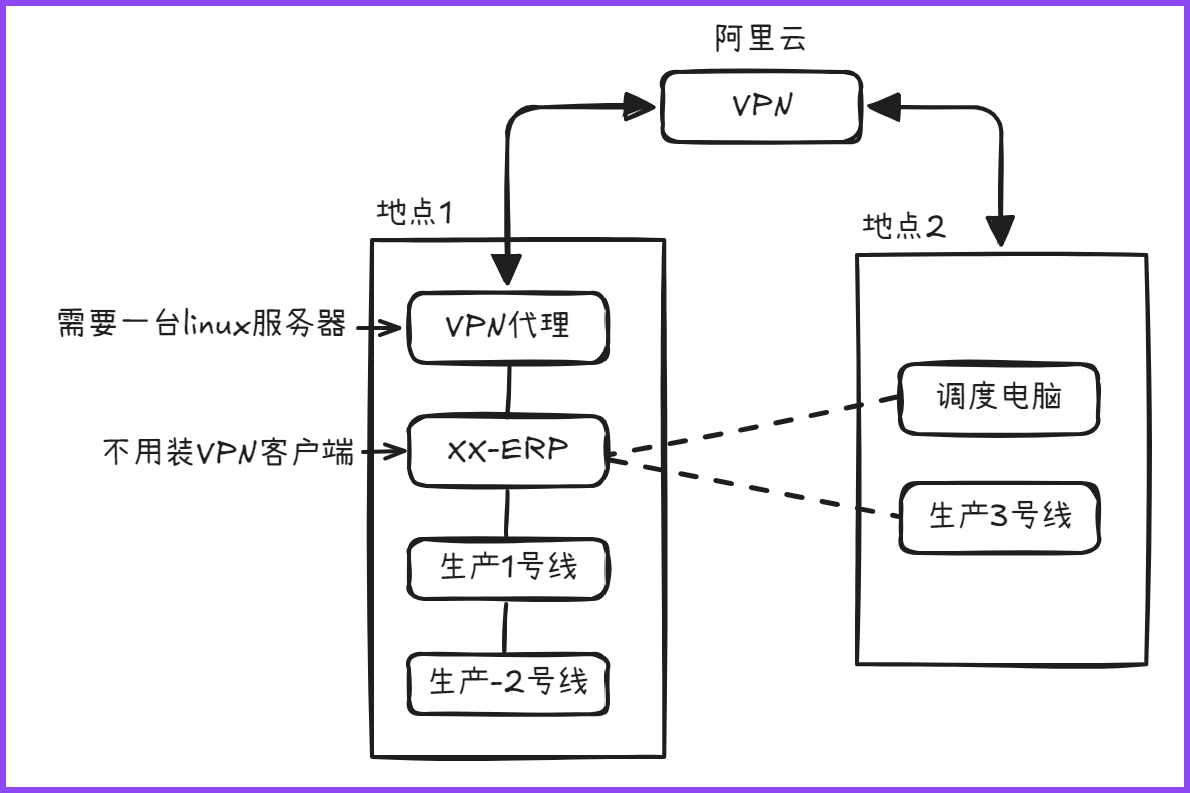 阿里云
VPN
地点1
地点2
需要一台linux服务器
VPN代理
不用装VPN客户端
XX-ERP
调度电脑
生产3号线
生产1号线
生产-2号线